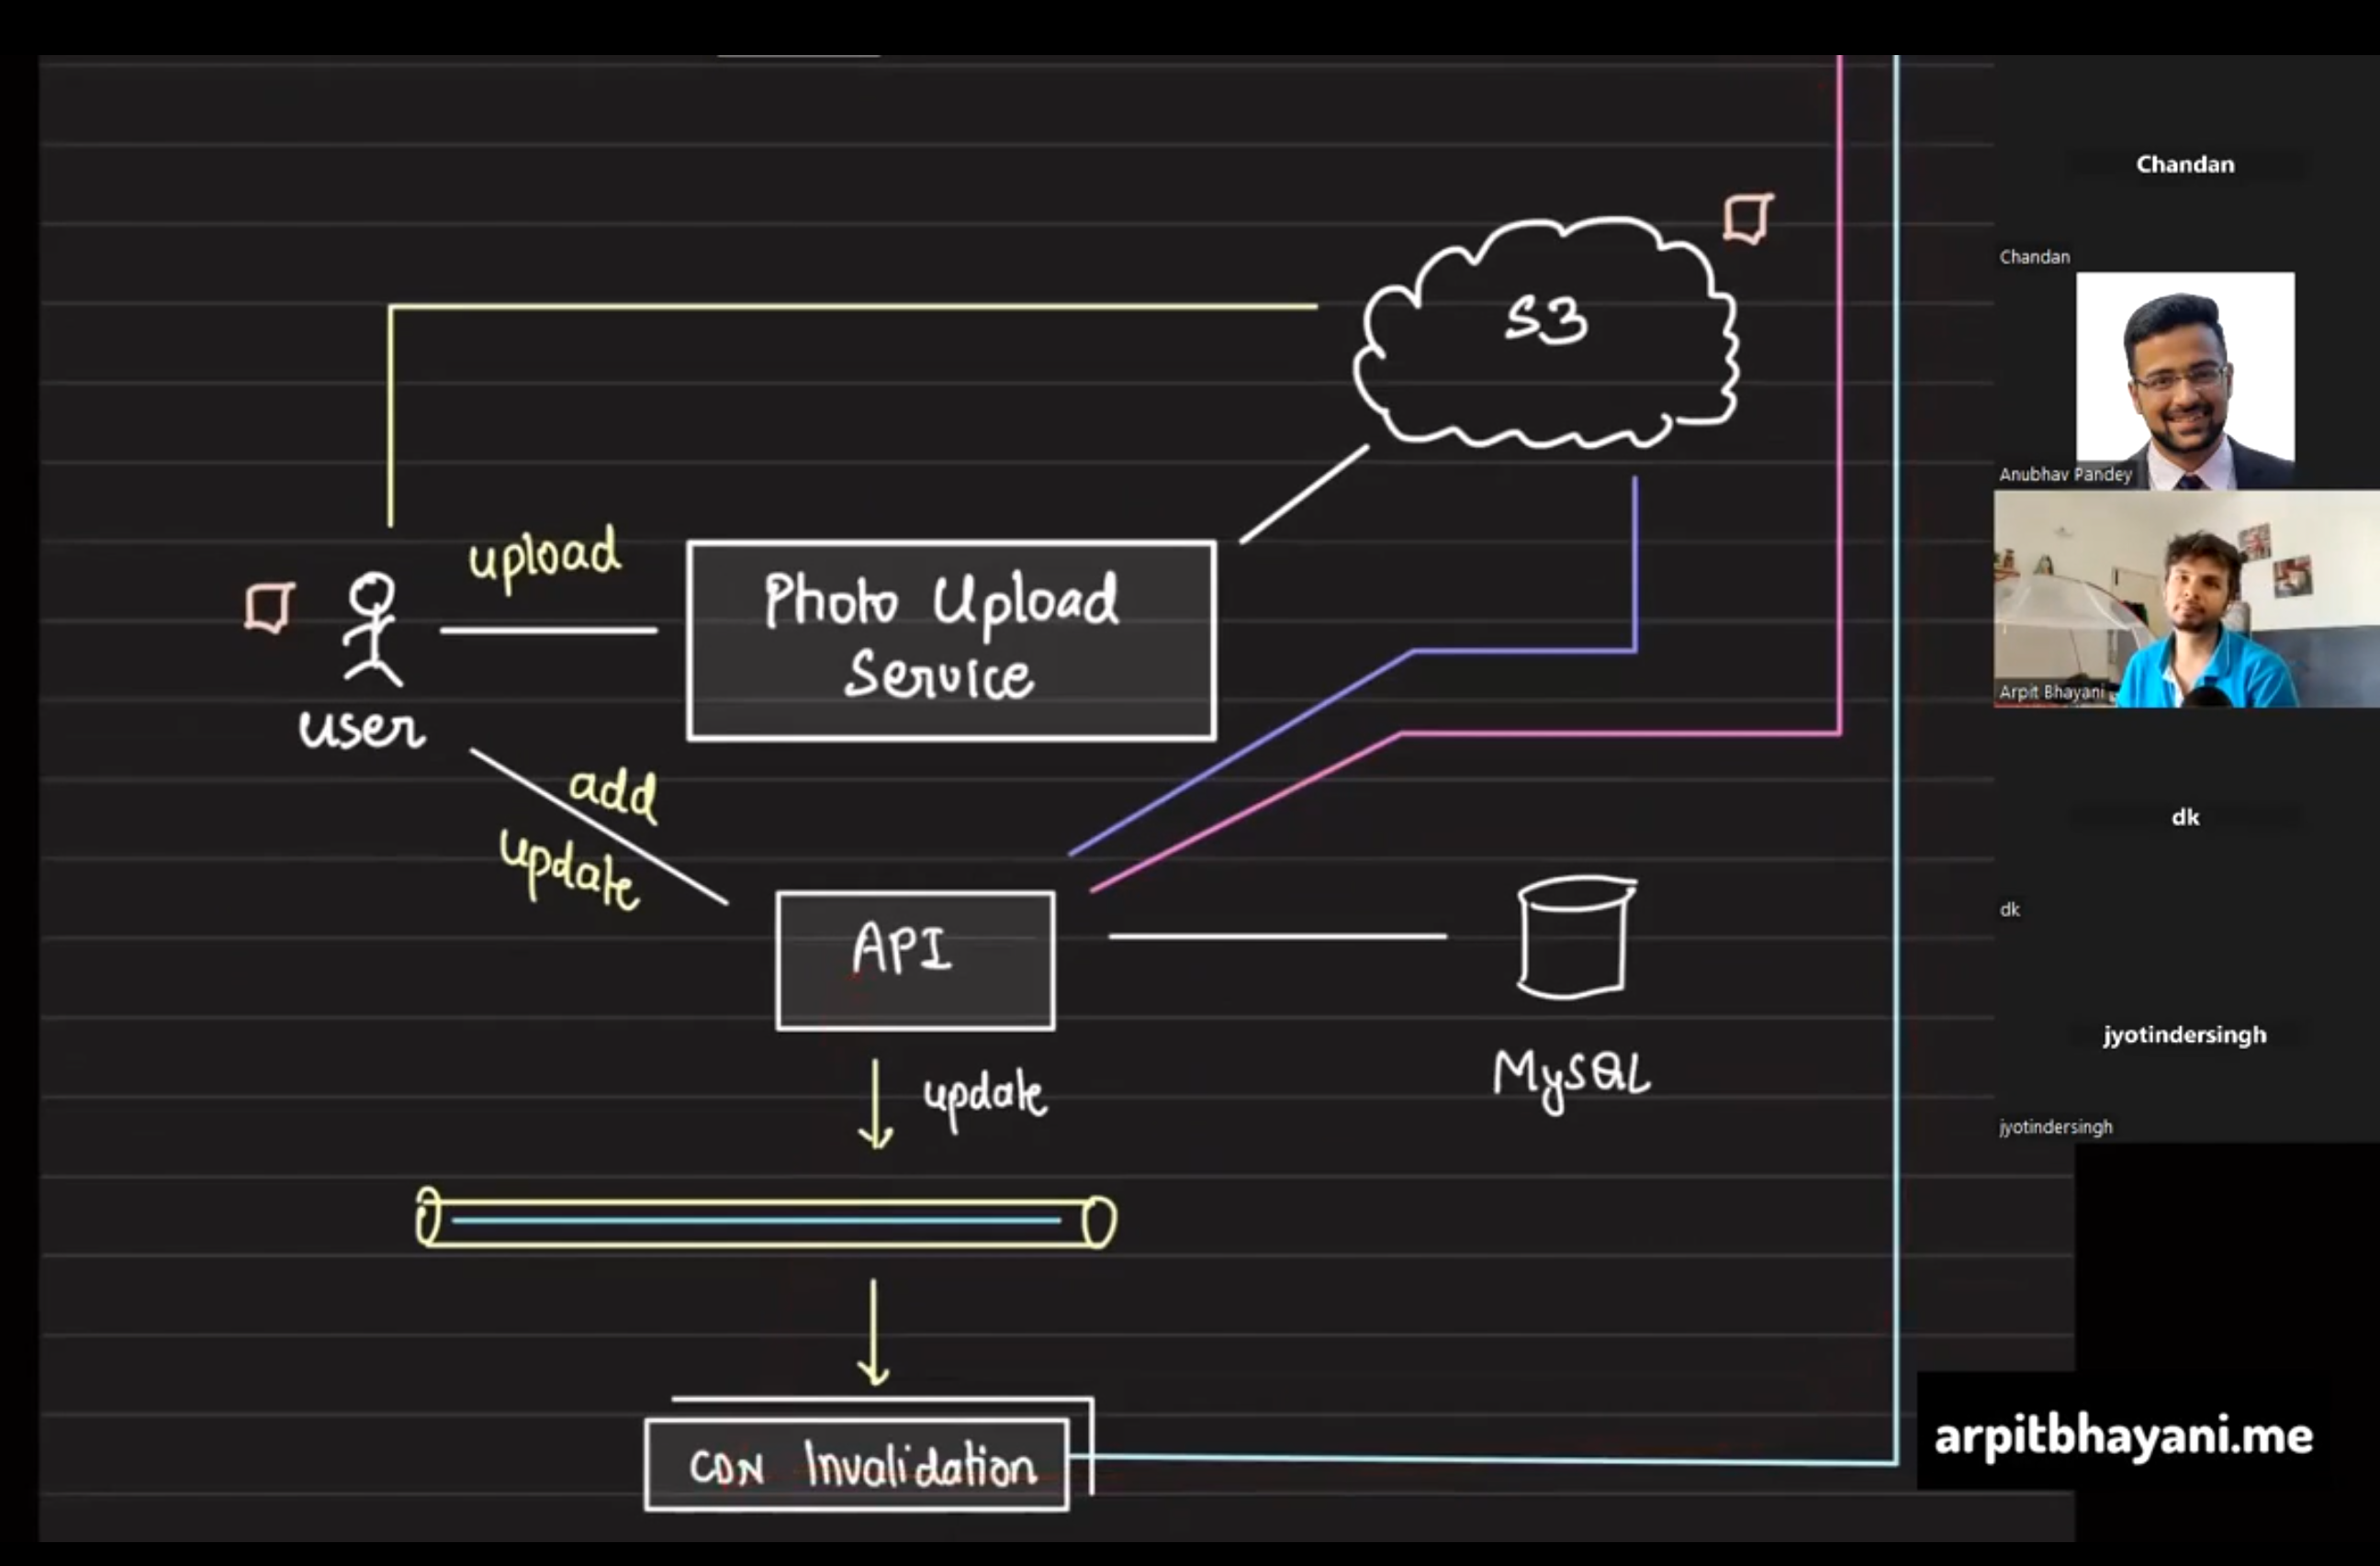 S3
upload
Photo Upload
Service
user
add
update
API
MySQL
update
CDN Invalidation
Chandan
Chandan
Anubhav Pandey
Arpit Bhayani
dk
dk
jyotindersingh
jyotindersingh
arpitbhayani.me